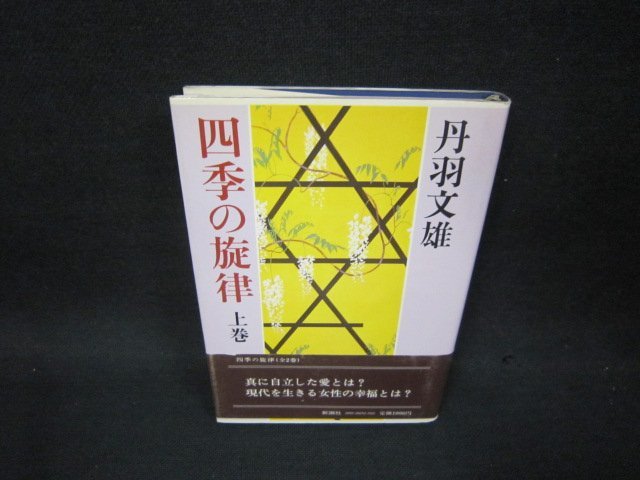 丹羽文雄
四季の旋律
上巻
四季の旋律(全2巻)
真に自立した愛とは?
現代を生きる女性の幸福とは?
新潮社